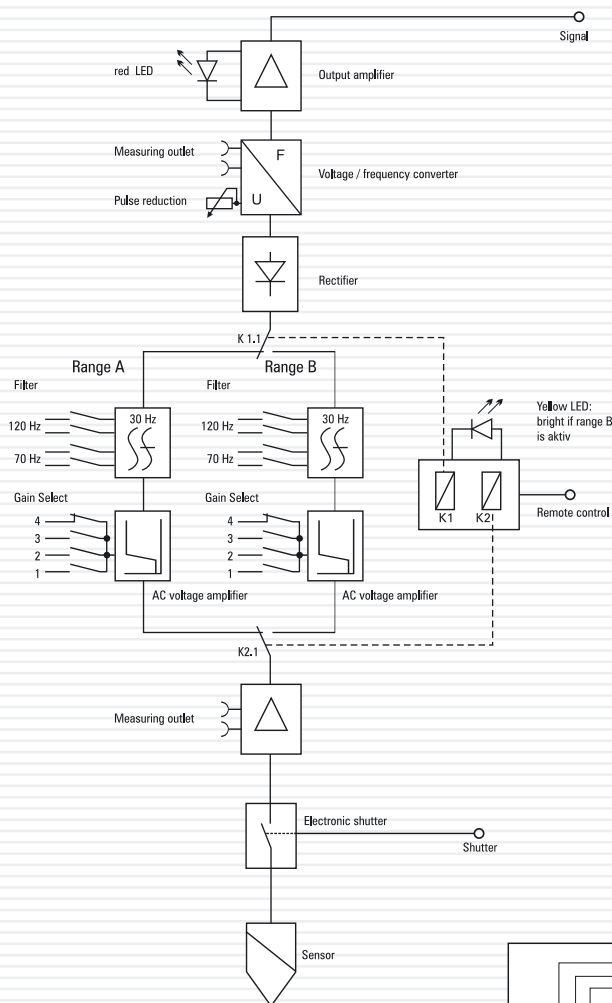 Signal
red LED
Output amplifier
Measuring outlet
F
Voltage / frequency converter
Pulse reduction
U
Rectifier
K 1.1
Range A
Range B
Filter
Filter
Yellow LED:
bright if range B
is aktiv
30 Hz
30 Hz
120 Hz
120 Hz
70 Hz
70 Hz
Gain Select
Gain Select
K1
K2
Remote control
4
4
3
3
2
2
1
1
AC voltage amplifier
AC voltage amplifier
K2.1
Measuring outlet
Electronic shutter
Shutter
Sensor